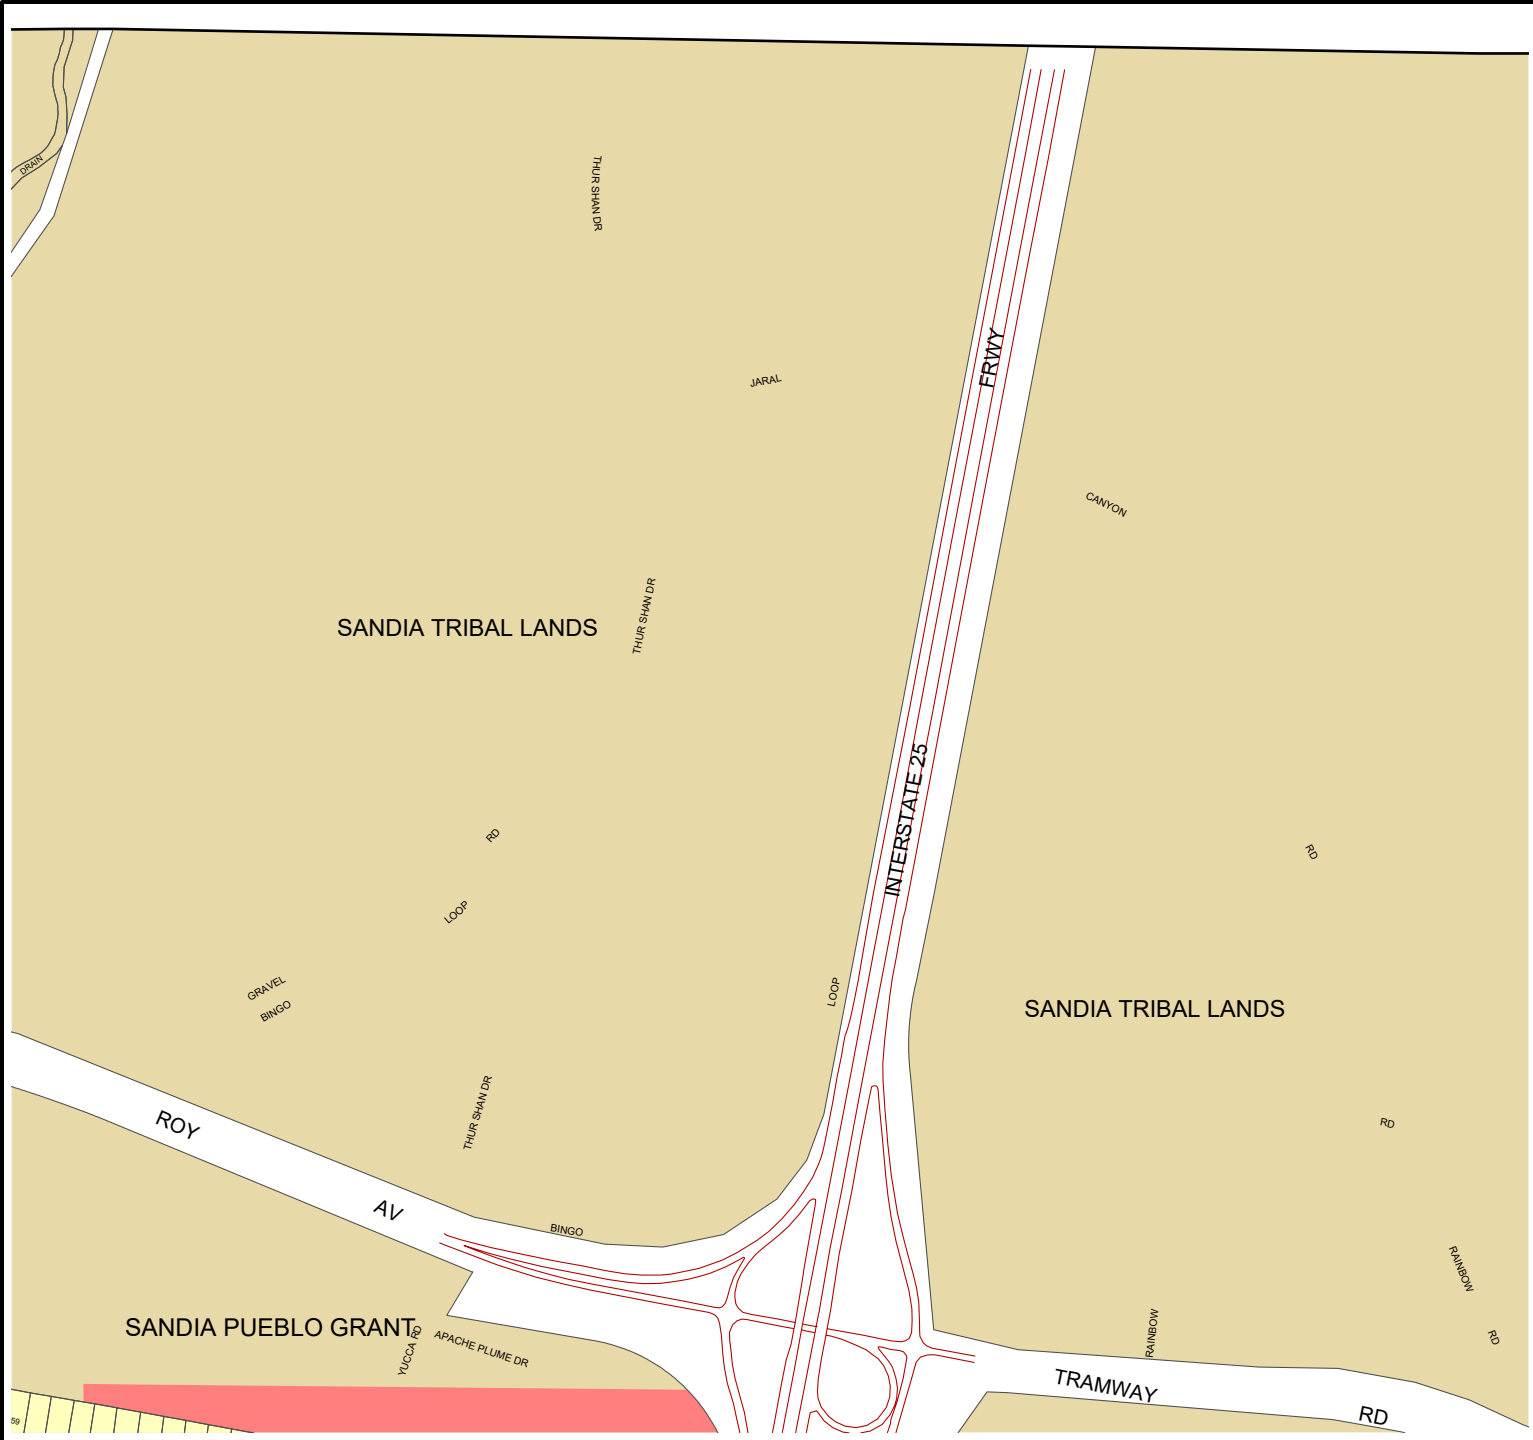 DRAIN
THUR SHAN DR
FRWY
JARAL
CANYON
THUR SHAN DR
SANDIA TRIBAL LANDS
INTERSTATE 25
RD
RD
LOOP
GRAVEL
BINGO
LOOP
SANDIA TRIBAL LANDS
THUR SHAN DR
ROY
RD
AV
BINGO
RAINBOW
SANDIA PUEBLO GRANT
YUCCA RD
APACHE PLUME DR
RAINBOW
RD
TRAMWAY
RD
59